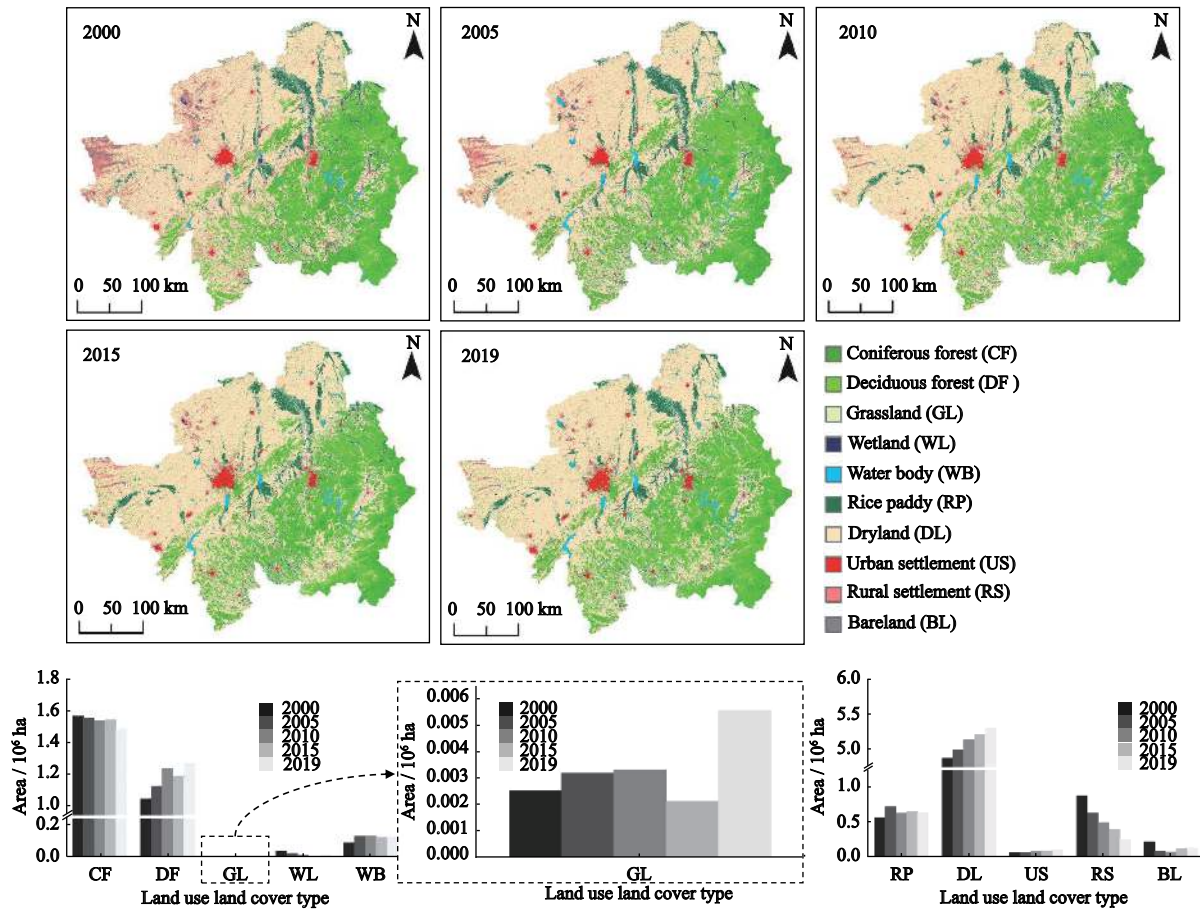 2000
N
0 50 100 km
2005
N
0 50 100 km
2010
N
0 50 100 km
2015
N
0 50 100 km
2019
N
0 50 100 km
Coniferous forest (CF)
Deciduous forest (DF )
Grassland (GL)
Wetland (WL)
Water body (WB)
Rice paddy (RP)
Dryland (DL)
Urban settlement (US)
Rural settlement (RS)
Bareland (BL)
Area / 10⁶ ha
1.8
1.6
1.4
1.2
1.0
0.2
0.0
2000
2005
2010
2015
2019
CF DF GL WL WB
Land use land cover type
Area / 10⁶ ha
0.006
0.005
0.004
0.003
0.002
0.001
0.000
2000
2005
2010
2015
2019
GL
Land use land cover type
Area / 10⁶ ha
6.0
5.5
5.0
1.0
0.5
0.0
2000
2005
2010
2015
2019
RP DL US RS BL
Land use land cover type